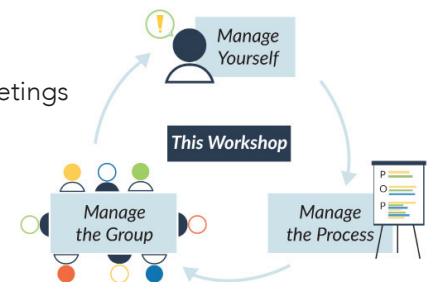 !
Manage
Yourself
etings
This Workshop
P
O
P
Manage
the Process
Manage
the Group